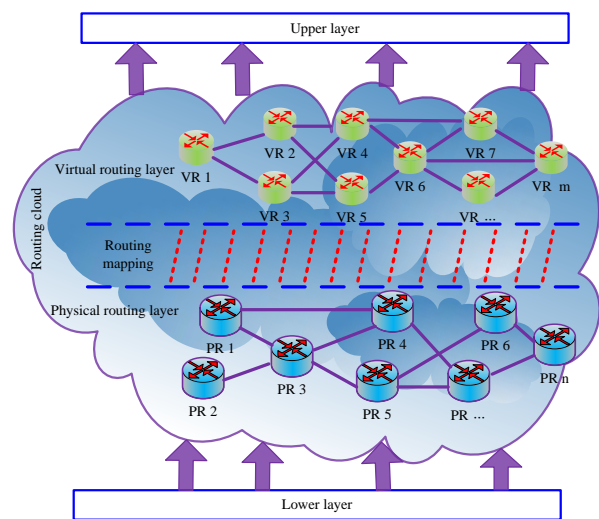 Upper layer
VR 1
VR 2
VR 4
VR 7
VR 3
VR 5
VR 6
VR ...
VR m
Virtual routing layer
Routing cloud
Routing
mapping
Physical routing layer
PR 1
PR 4
PR 6
PR 2
PR 3
PR 5
PR ...
PR n
Lower layer